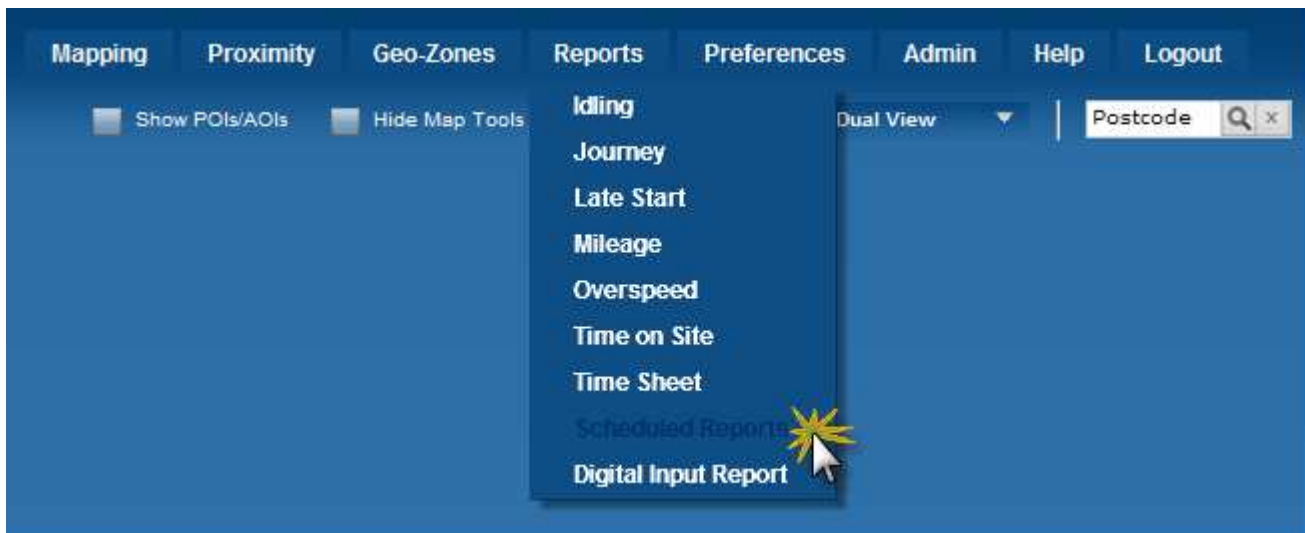 Mapping Proximity Geo-Zones Reports Preferences Admin Help Logout
Show POIs/AOIs Hide Map Tools Dual View Postcode
Idling
Journey
Late Start
Mileage
Overspeed
Time on Site
Time Sheet
Scheduled Reports
Digital Input Report